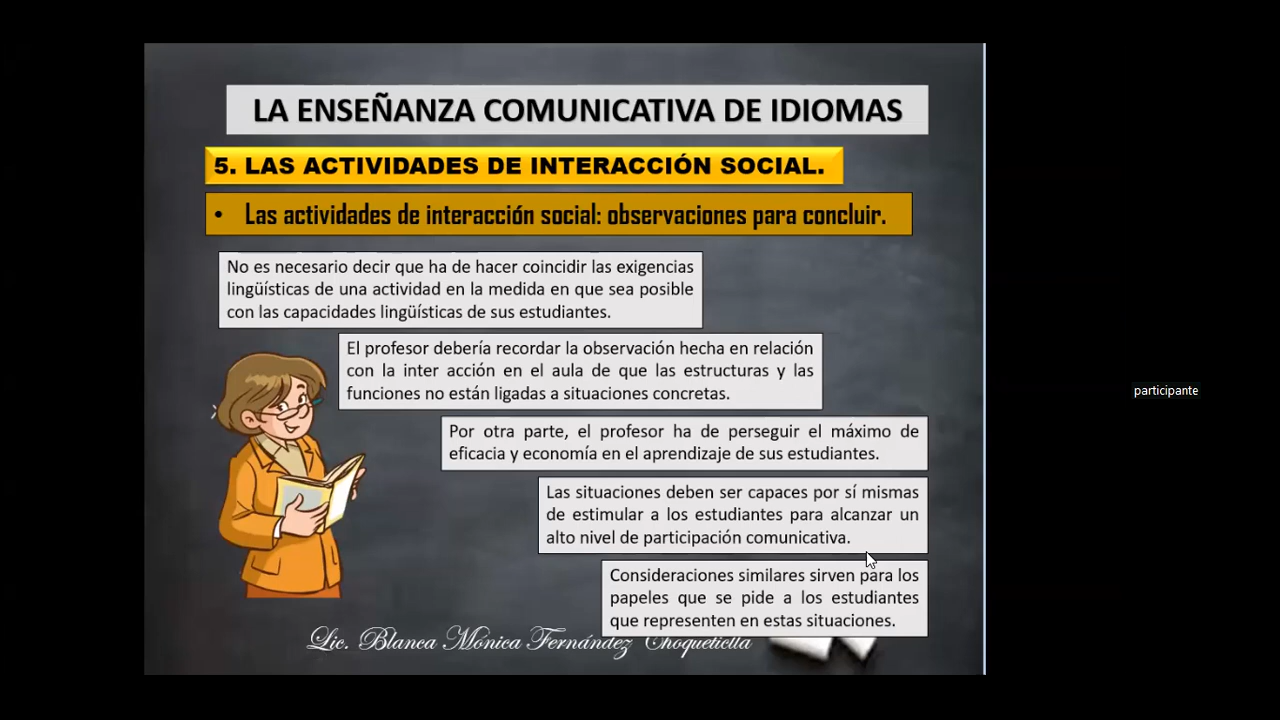 LA ENSEÑANZA COMUNICATIVA DE IDIOMAS
5. LAS ACTIVIDADES DE INTERACCIÓN SOCIAL.
• Las actividades de interacción social: observaciones para concluir.
No es necesario decir que ha de hacer coincidir las exigencias
lingüísticas de una actividad en la medida en que sea posible
con las capacidades lingüísticas de sus estudiantes.
El profesor debería recordar la observación hecha en relación
con la inter acción en el aula de que las estructuras y las
funciones no están ligadas a situaciones concretas.
Por otra parte, el profesor ha de perseguir el máximo de
eficacia y economía en el aprendizaje de sus estudiantes.
Las situaciones deben ser capaces por sí mismas
de estimular a los estudiantes para alcanzar un
alto nivel de participación comunicativa.
Consideraciones similares sirven para los
papeles que se pide a los estudiantes
que representen en estas situaciones.
Lic. Blanca Mónica Fernández Choqueticlla
participante